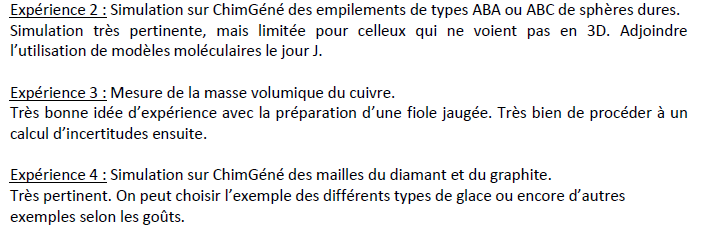 Expérience 2 : Simulation sur ChimGéné des empilements de types ABA ou ABC de sphères dures.
Simulation très pertinente, mais limitée pour celleux qui ne voient pas en 3D. Adjoindre
l’utilisation de modèles moléculaires le jour J.
Expérience 3 : Mesure de la masse volumique du cuivre.
Très bonne idée d’expérience avec la préparation d’une fiole jaugée. Très bien de procéder à un
calcul d’incertitudes ensuite.
Expérience 4 : Simulation sur ChimGéné des mailles du diamant et du graphite.
Très pertinent. On peut choisir l’exemple des différents types de glace ou encore d’autres
exemples selon les goûts.